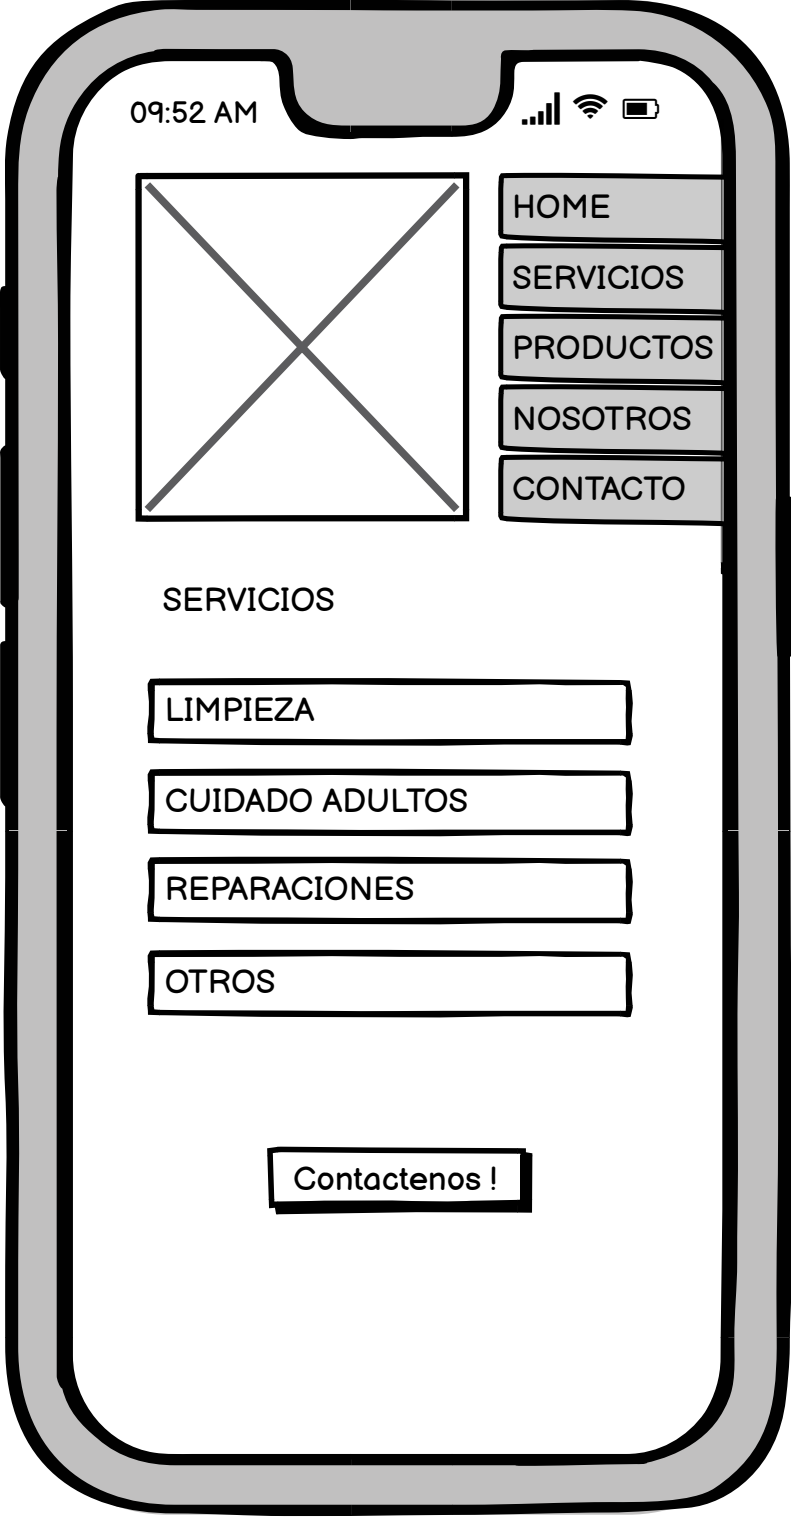 09:52 AM
HOME
SERVICIOS
PRODUCTOS
NOSOTROS
CONTACTO
SERVICIOS
LIMPIEZA
CUIDADO ADULTOS
REPARACIONES
OTROS
Contactenos !